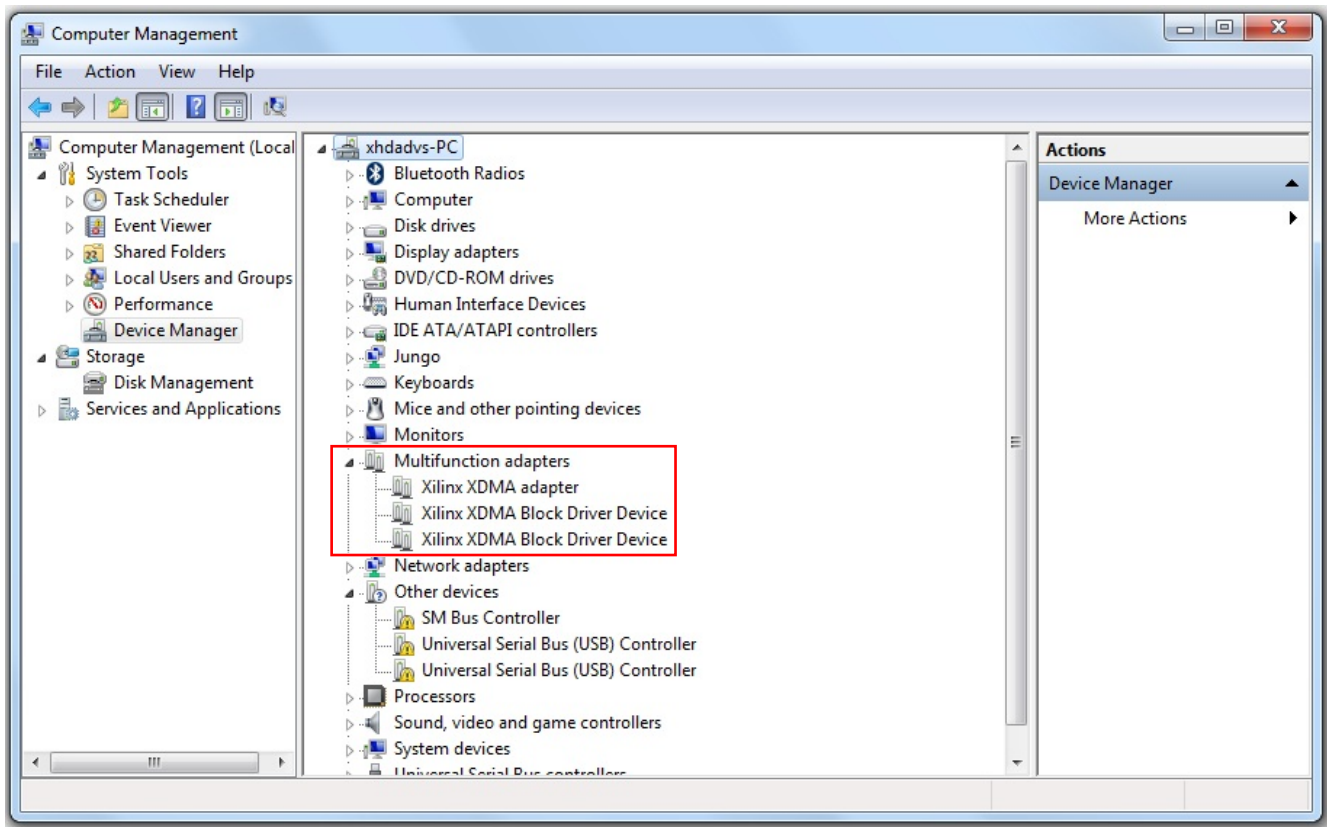 Computer Management
File Action View Help
Computer Management (Local
System Tools
Task Scheduler
Event Viewer
Shared Folders
Local Users and Groups
Performance
Device Manager
Storage
Disk Management
Services and Applications
xhdadvs-PC
Bluetooth Radios
Computer
Disk drives
Display adapters
DVD/CD-ROM drives
Human Interface Devices
IDE ATA/ATAPI controllers
Jungo
Keyboards
Mice and other pointing devices
Monitors
Multifunction adapters
Xilinx XDMA adapter
Xilinx XDMA Block Driver Device
Xilinx XDMA Block Driver Device
Network adapters
Other devices
SM Bus Controller
Universal Serial Bus (USB) Controller
Universal Serial Bus (USB) Controller
Processors
Sound, video and game controllers
System devices
Universal Serial Bus controllers
Actions
Device Manager
More Actions